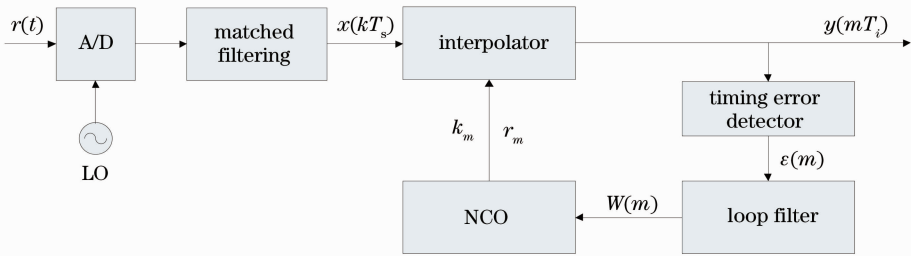 r(t)
A/D
matched
filtering
x(kTₛ)
interpolator
y(mTᵢ)
LO
timing error
detector
kₘ
rₘ
ε(m)
NCO
W(m)
loop filter